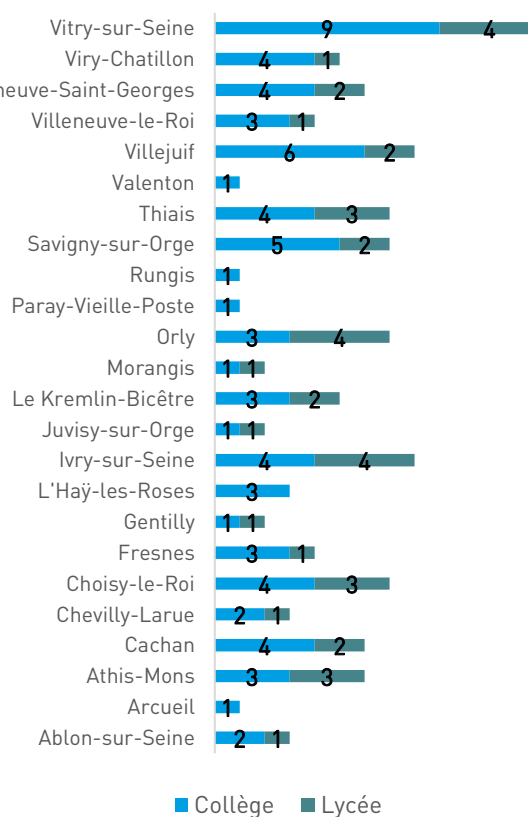 Vitry-sur-Seine 9 4
Viry-Chatillon 4 1
neuve-Saint-Georges 4 2
Villeneuve-le-Roi 3 1
Villejuif 6 2
Valenton 1
Thiais 4 3
Savigny-sur-Orge 5 2
Rungis 1
Paray-Vieille-Poste 1
Orly 3 4
Morangis 1 1
Le Kremlin-Bicêtre 3 2
Juvisy-sur-Orge 1 1
Ivry-sur-Seine 4 4
L'Haÿ-les-Roses 3
Gentilly 1 1
Fresnes 3 1
Choisy-le-Roi 4 3
Chevilly-Larue 2 1
Cachan 4 2
Athis-Mons 3 3
Arcueil 1
Ablon-sur-Seine 2 1
Collège Lycée